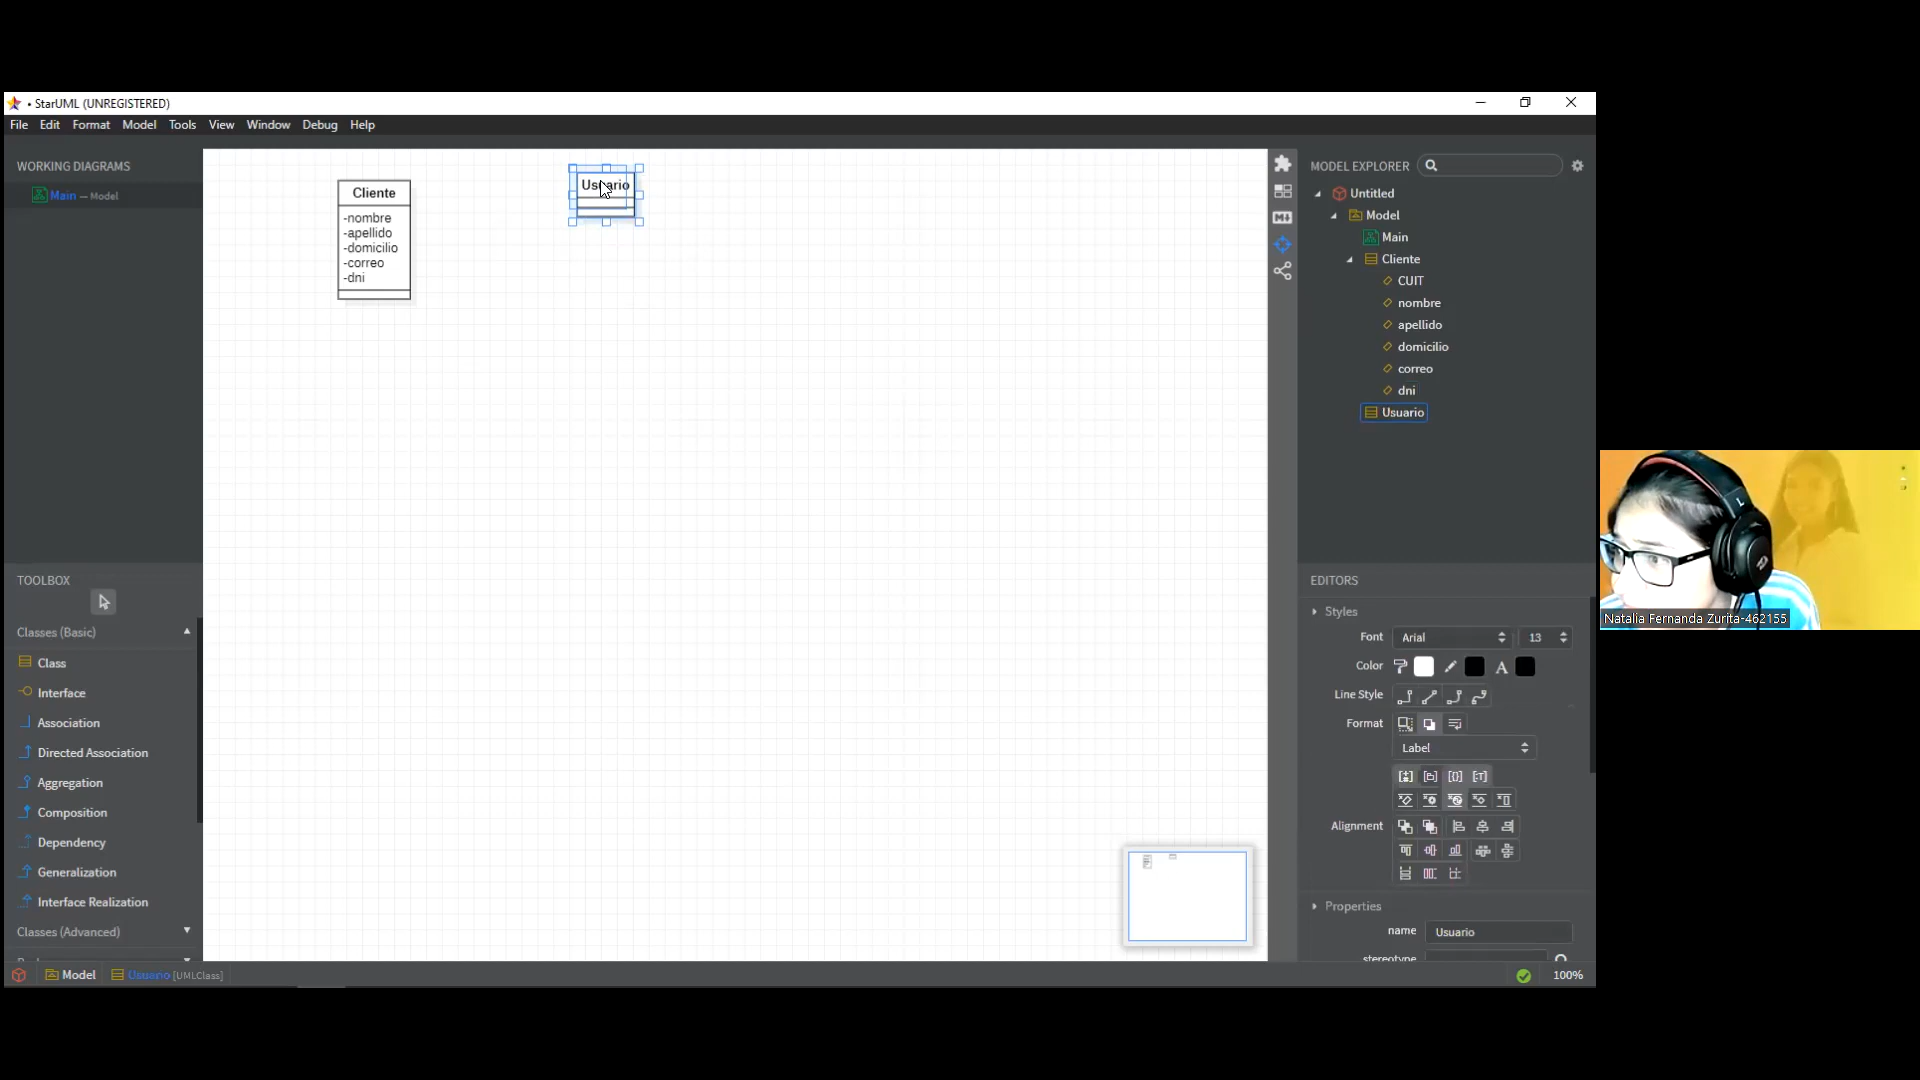 • StarUML (UNREGISTERED)
File Edit Format Model Tools View Window Debug Help
WORKING DIAGRAMS
Main — Model
Cliente
-nombre
-apellido
-domicilio
-correo
-dni
Usuario
MODEL EXPLORER
Untitled
Model
Main
Cliente
CUIT
nombre
apellido
domicilio
correo
dni
Usuario
TOOLBOX
Classes (Basic)
Class
Interface
Association
Directed Association
Aggregation
Composition
Dependency
Generalization
Interface Realization
Classes (Advanced)
EDITORS
Styles
Font Arial 13
Color A
Line Style
Format
Label
Alignment
Properties
name Usuario
stereotype
Model Usuario [UMLClass]
100%
Natalia Fernanda Zurita-462155